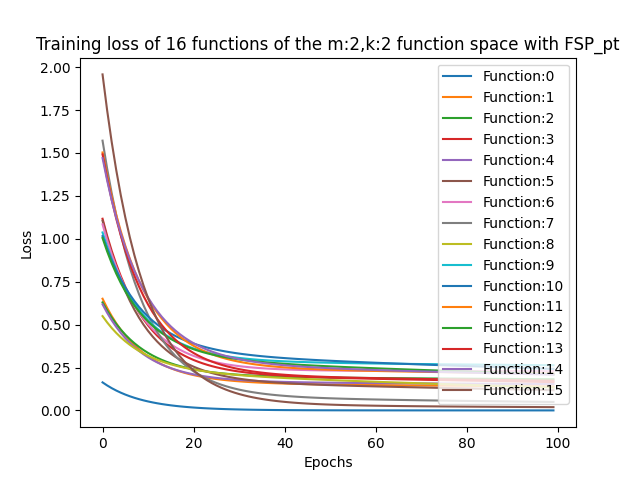 Training loss of 16 functions of the m:2,k:2 function space with FSP_pt
2.00
1.75
1.50
1.25
1.00
0.75
0.50
0.25
0.00
Loss
0 20 40 60 80 100
Epochs
Function:0
Function:1
Function:2
Function:3
Function:4
Function:5
Function:6
Function:7
Function:8
Function:9
Function:10
Function:11
Function:12
Function:13
Function:14
Function:15